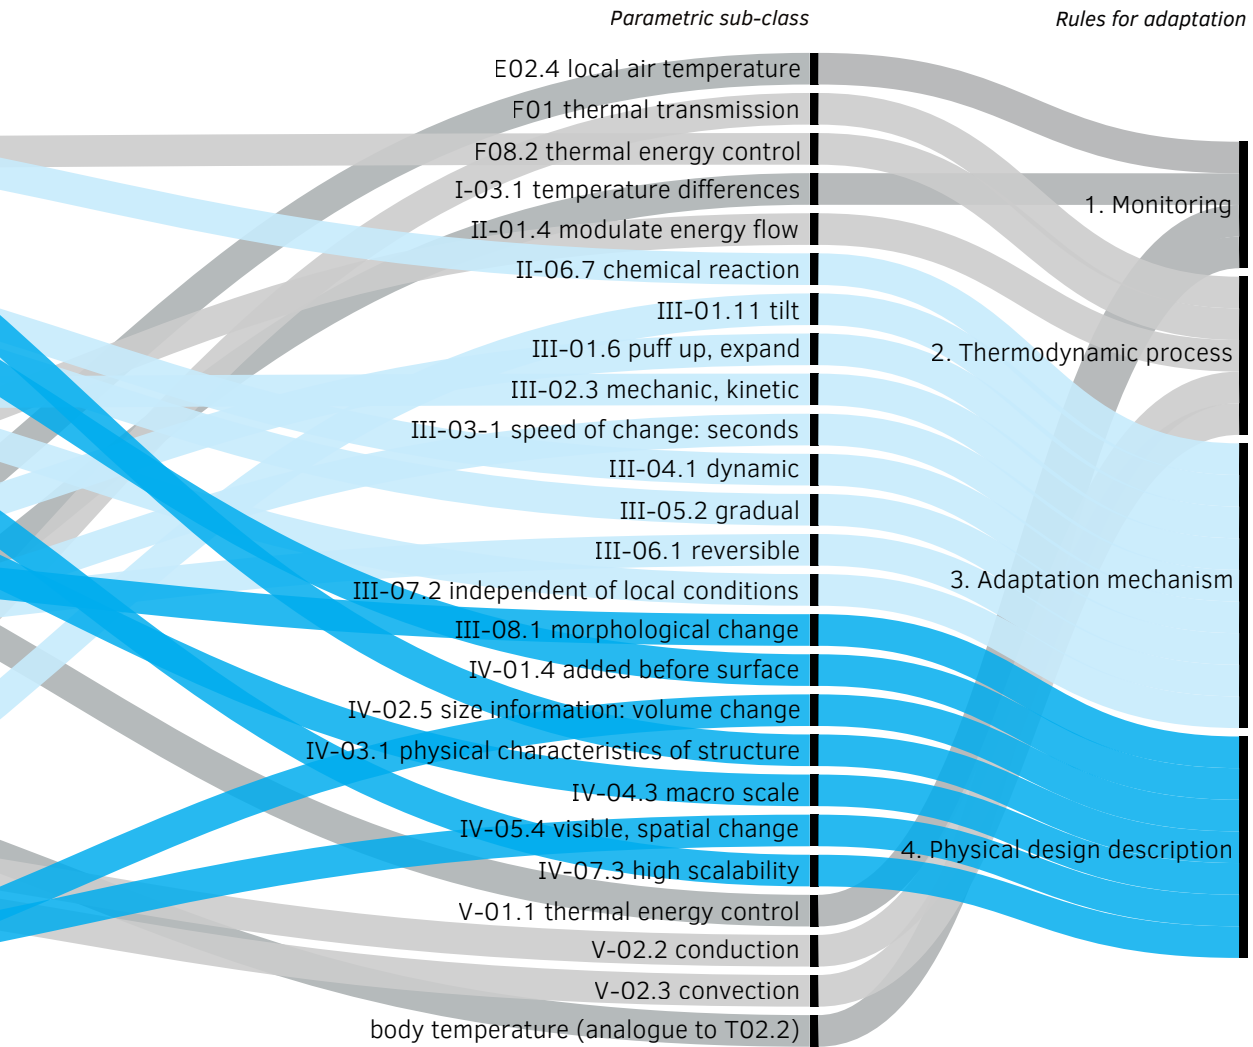 Parametric sub-class
Rules for adaptation
E02.4 local air temperature
F01 thermal transmission
F08.2 thermal energy control
I-03.1 temperature differences
1. Monitoring
II-01.4 modulate energy flow
II-06.7 chemical reaction
III-01.11 tilt
III-01.6 puff up, expand
2. Thermodynamic process
III-02.3 mechanic, kinetic
III-03-1 speed of change: seconds
III-04.1 dynamic
III-05.2 gradual
III-06.1 reversible
3. Adaptation mechanism
III-07.2 independent of local conditions
III-08.1 morphological change
IV-01.4 added before surface
IV-02.5 size information: volume change
IV-03.1 physical characteristics of structure
IV-04.3 macro scale
IV-05.4 visible, spatial change
4. Physical design description
IV-07.3 high scalability
V-01.1 thermal energy control
V-02.2 conduction
V-02.3 convection
body temperature (analogue to T02.2)